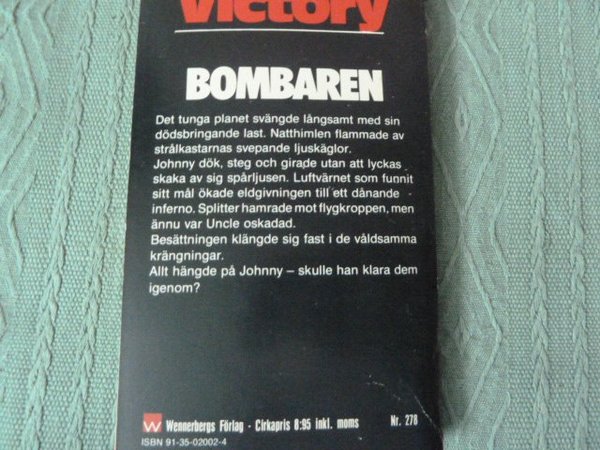 Victory
BOMBAREN
Det tunga planet svängde långsamt med sin
dödsbringande last. Natthimlen flammade av
strålkastarnas svepande ljuskäglor.
Johnny dök, steg och girade utan att lyckas
skaka av sig spårljusen. Luftvärnet som funnit
sitt mål ökade eldgivningen till ett dånande
inferno. Splitter hamrade mot flygkroppen, men
ännu var Uncle oskadad.
Besättningen klängde sig fast i de våldsamma
krängningar.
Allt hängde på Johnny – skulle han klara dem
igenom?
W Wennerbergs Förlag · Cirkapris 8:95 inkl. moms Nr. 278
ISBN 91-35-02002-4